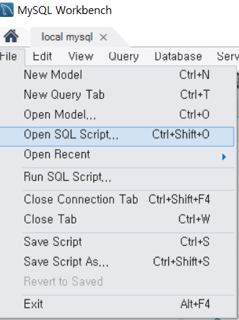 MySQL Workbench
local mysql
File Edit View Query Database Serv
New Model Ctrl+N
New Query Tab Ctrl+T
Open Model... Ctrl+O
Open SQL Script... Ctrl+Shift+O
Open Recent
Run SQL Script...
Close Connection Tab Ctrl+Shift+F4
Close Tab Ctrl+W
Save Script Ctrl+S
Save Script As... Ctrl+Shift+S
Revert to Saved
Exit Alt+F4